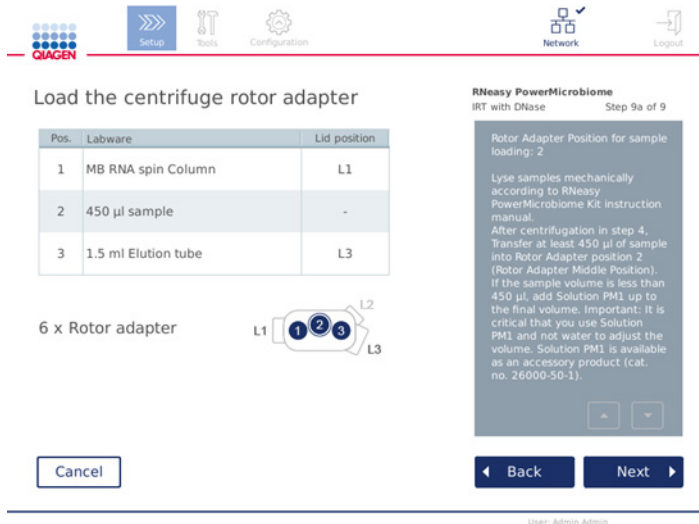 QIAGEN
Setup
Tools
Configuration
Network
Logout
Load the centrifuge rotor adapter
Pos. Labware Lid position
1 MB RNA spin Column L1
2 450 µl sample -
3 1.5 ml Elution tube L3
6 x Rotor adapter
L1 1 2 3 L2
L3
RNeasy PowerMicrobiome
IRT with DNase Step 9a of 9
Rotor Adapter Position for sample
loading: 2
Lyse samples mechanically
according to RNeasy
PowerMicrobiome Kit instruction
manual.
After centrifugation in step 4,
Transfer at least 450 µl of sample
into Rotor Adapter position 2
(Rotor Adapter Middle Position).
If the sample volume is less than
450 µl, add Solution PM1 up to
the final volume. Important: It is
critical that you use Solution
PM1 and not water to adjust the
volume. Solution PM1 is available
as an accessory product (cat.
no. 26000-50-1).
Cancel
Back
Next
User: Admin Admin